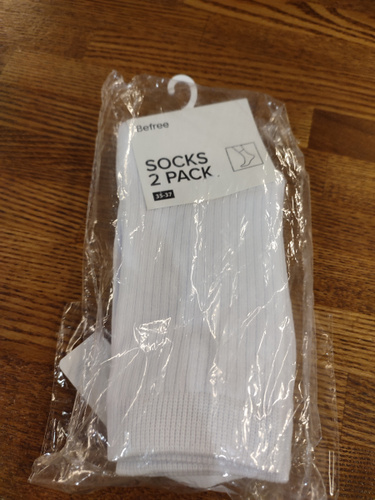 Befree
SOCKS
2 PACK
35-37